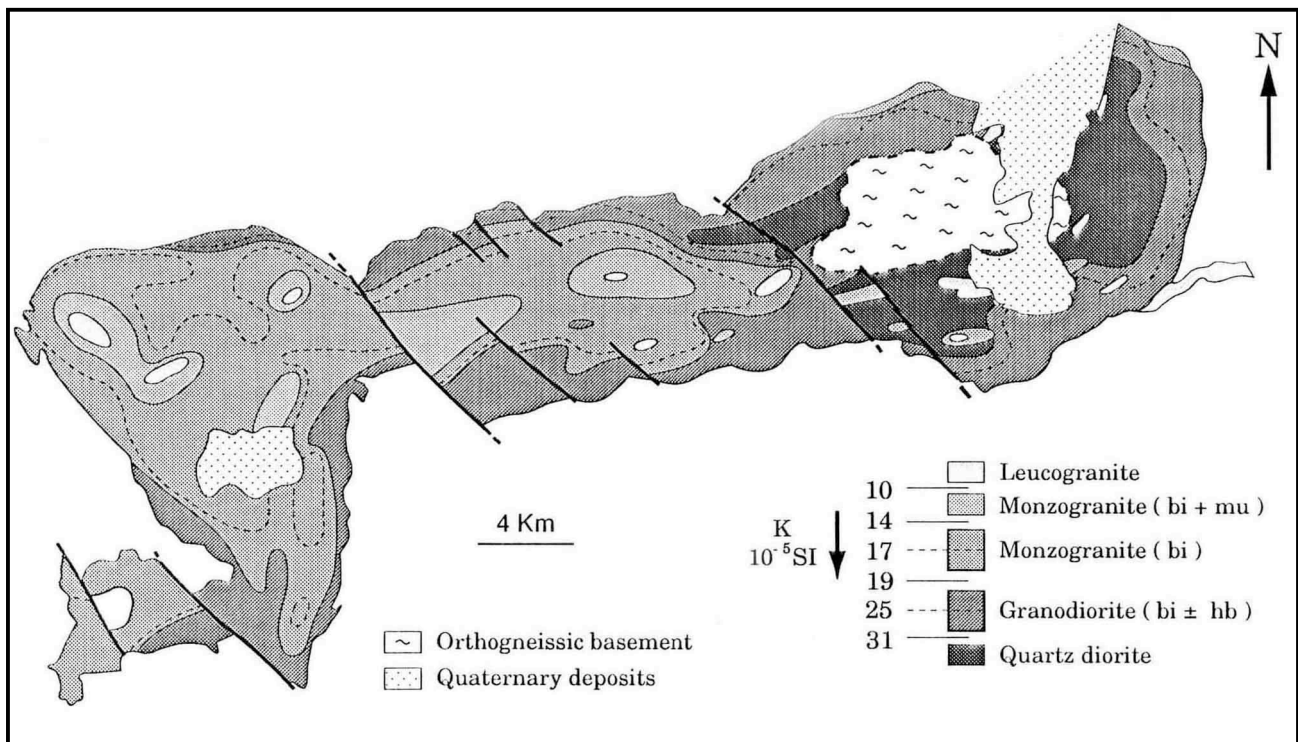 N
4 Km
Orthogneissic basement
Quaternary deposits
K
10⁻⁵SI
10
14
17
19
25
31
Leucogranite
Monzogranite ( bi + mu )
Monzogranite ( bi )
Granodiorite ( bi ± hb )
Quartz diorite